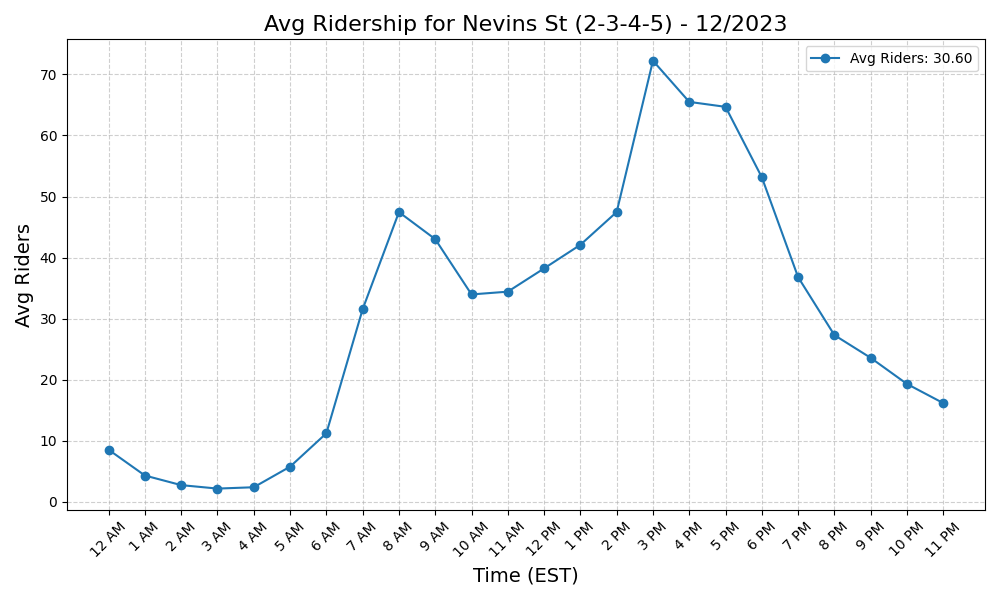 Avg Ridership for Nevins St (2-3-4-5) - 12/2023
Avg Riders: 30.60
Avg Riders
70
60
50
40
30
20
10
0
12 AM
1 AM
2 AM
3 AM
4 AM
5 AM
6 AM
7 AM
8 AM
9 AM
10 AM
11 AM
12 PM
1 PM
2 PM
3 PM
4 PM
5 PM
6 PM
7 PM
8 PM
9 PM
10 PM
11 PM
Time (EST)